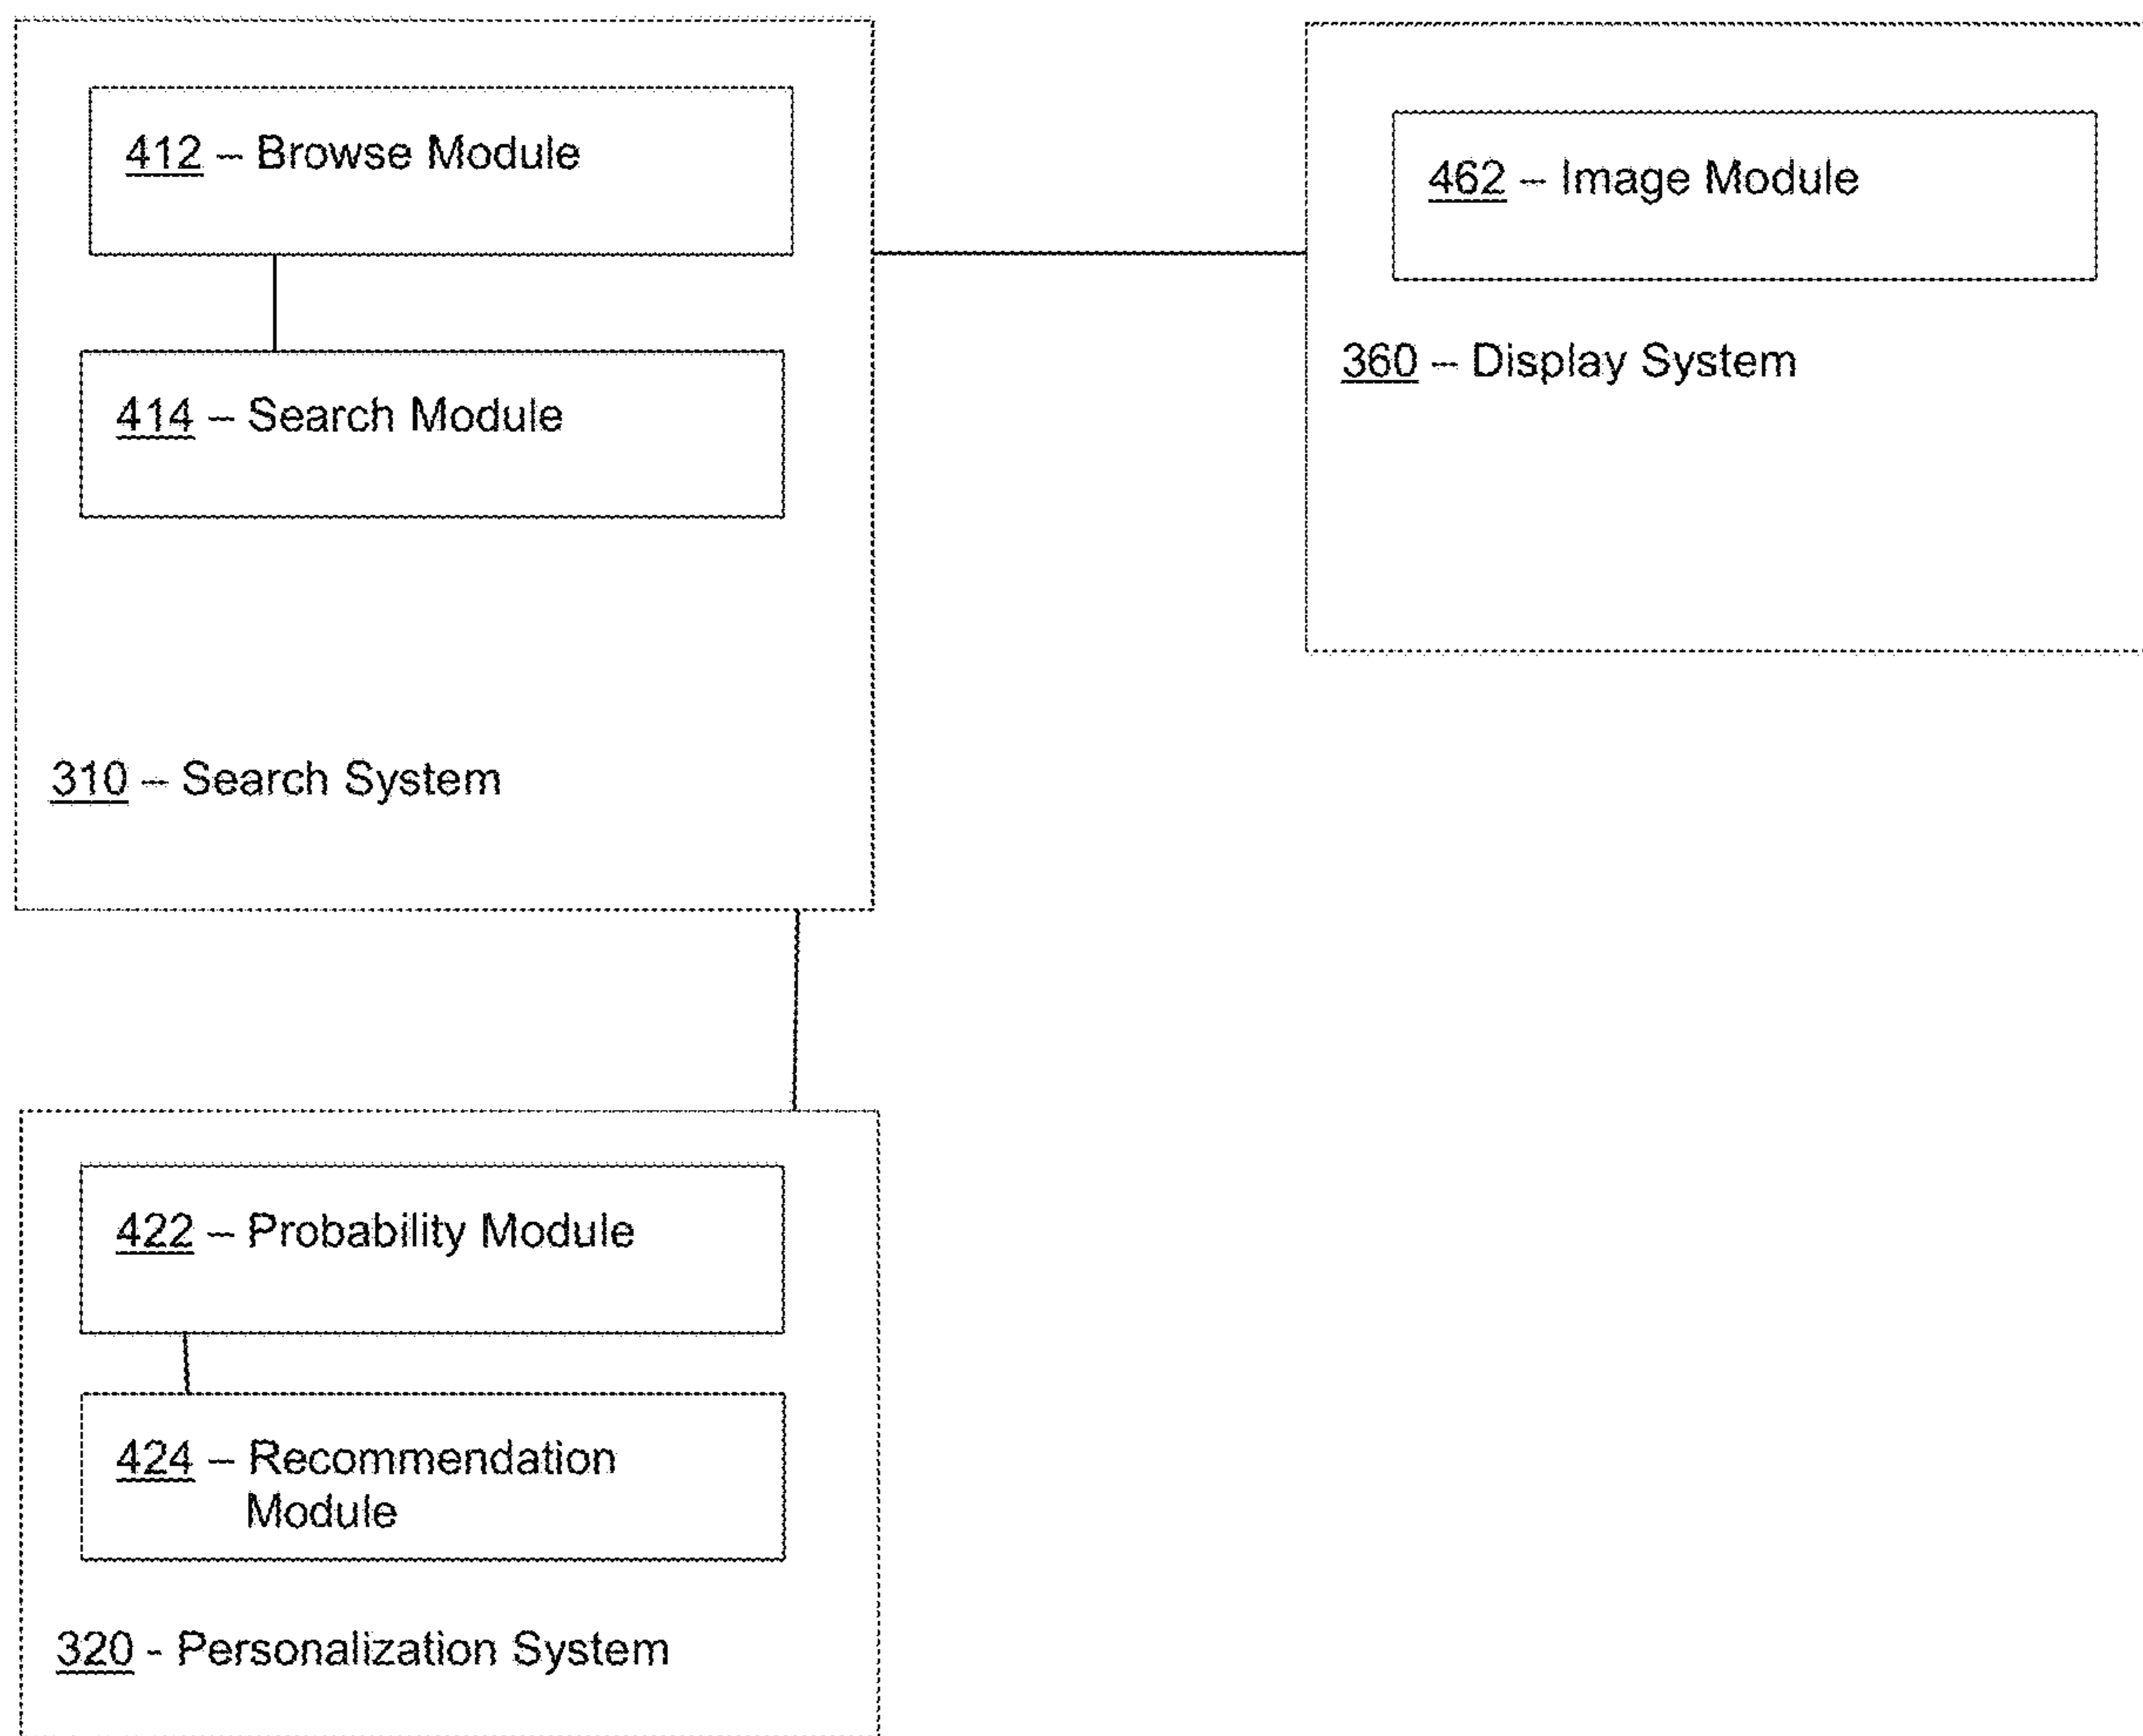 412 – Browse Module
414 – Search Module
310 – Search System
462 – Image Module
360 – Display System
422 – Probability Module
424 – Recommendation
Module
320 - Personalization System